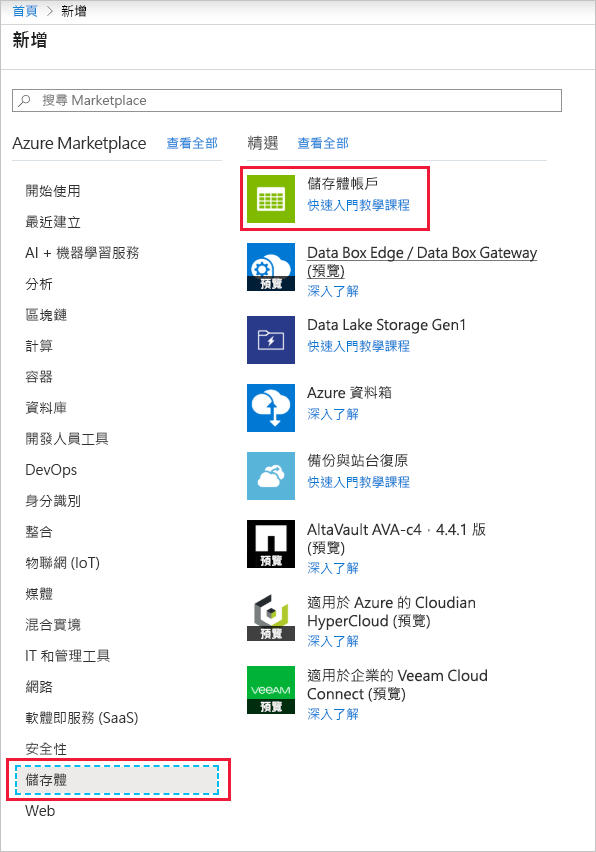 首頁 > 新增
新增
搜尋 Marketplace
Azure Marketplace 查看全部
開始使用
最近建立
AI + 機器學習服務
分析
區塊鏈
計算
容器
資料庫
開發人員工具
DevOps
身分識別
整合
物聯網 (IoT)
媒體
混合實境
IT 和管理工具
網路
軟體即服務 (SaaS)
安全性
儲存體
Web
精選 查看全部
儲存體帳戶
快速入門教學課程
Data Box Edge / Data Box Gateway
(預覽)
預覽
深入了解
Data Lake Storage Gen1
快速入門教學課程
Azure 資料箱
深入了解
備份與站台復原
快速入門教學課程
AltaVault AVA-c4，4.4.1 版
(預覽)
預覽
深入了解
適用於 Azure 的 Cloudian
HyperCloud (預覽)
預覽
深入了解
適用於企業的 Veeam Cloud
Connect (預覽)
veeam
預覽
深入了解